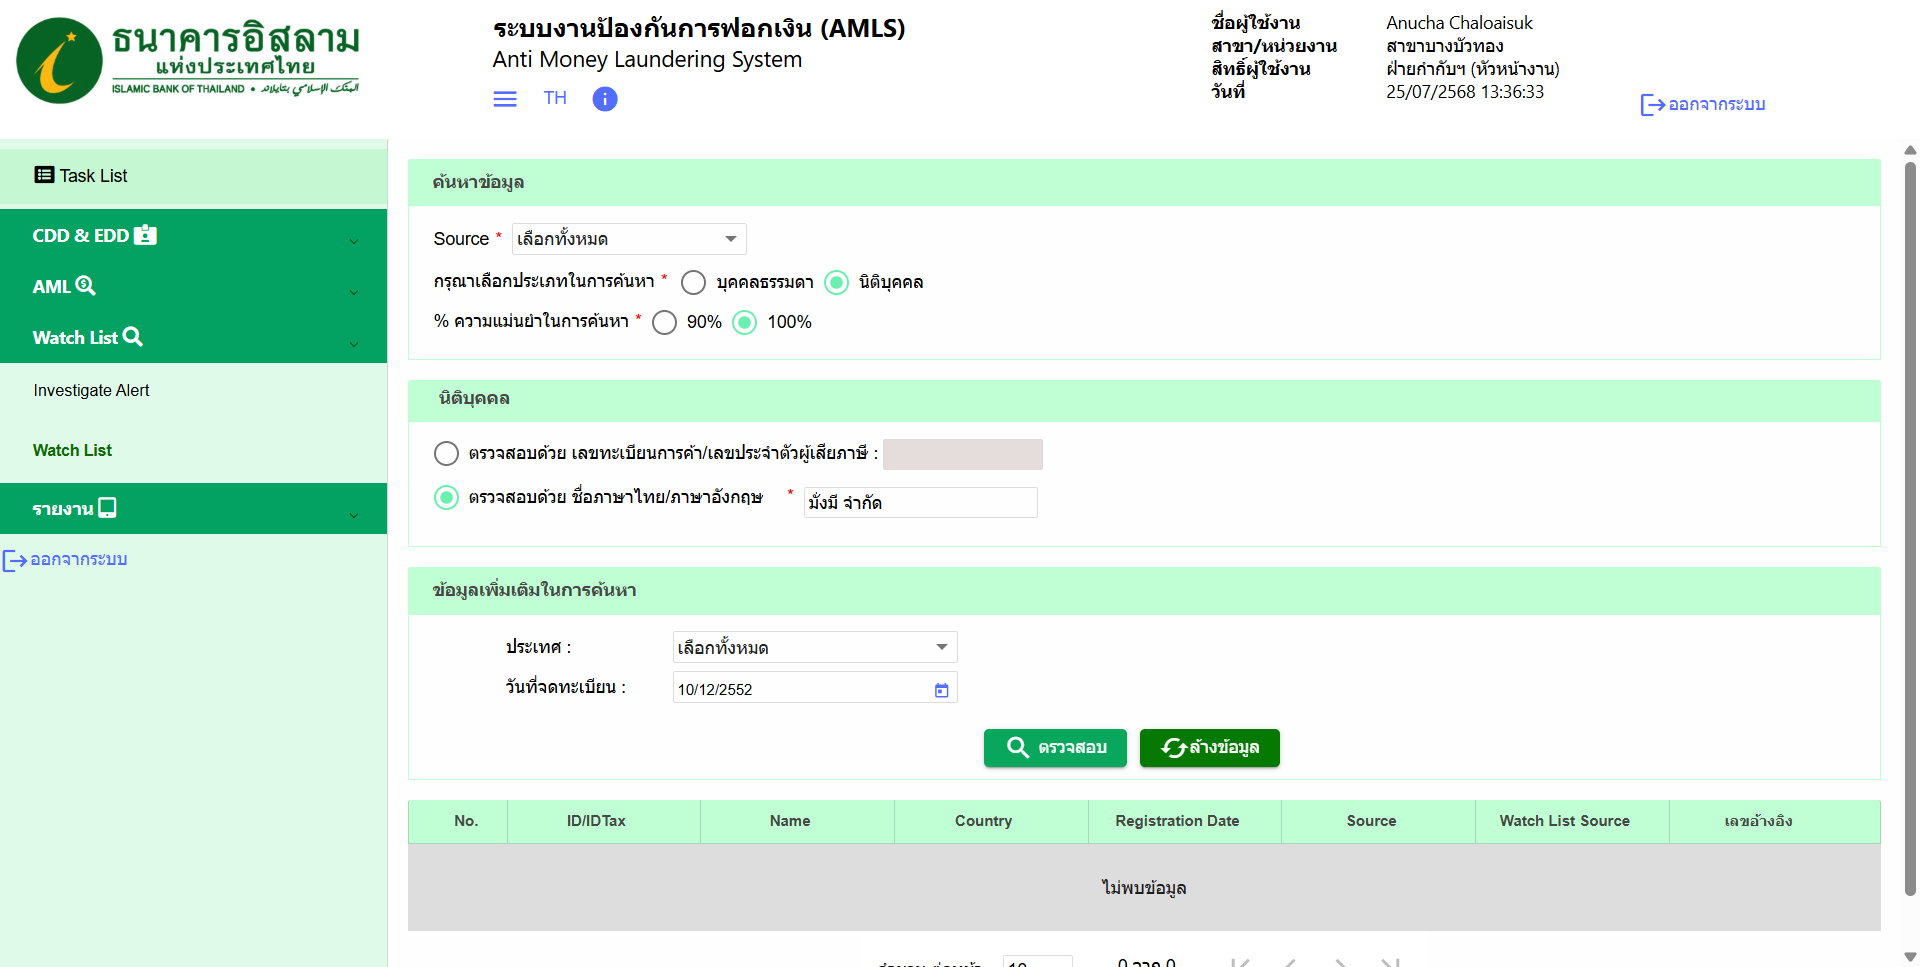 ธนาคารอิสลาม
แห่งประเทศไทย
ISLAMIC BANK OF THAILAND •
ระบบงานป้องกันการฟอกเงิน (AMLS)
Anti Money Laundering System
TH
ชื่อผู้ใช้งาน Anucha Chaloaisuk
สาขา/หน่วยงาน สาขาบางบัวทอง
สิทธิ์ผู้ใช้งาน ฝ่ายกำกับฯ (หัวหน้างาน)
วันที่ 25/07/2568 13:36:33
ออกจากระบบ
Task List
CDD & EDD
AML
Watch List
Investigate Alert
Watch List
รายงาน
ออกจากระบบ
ค้นหาข้อมูล
Source * เลือกทั้งหมด
กรุณาเลือกประเภทในการค้นหา * บุคคลธรรมดา นิติบุคคล
% ความแม่นยำในการค้นหา * 90% 100%
นิติบุคคล
ตรวจสอบด้วย เลขทะเบียนการค้า/เลขประจำตัวผู้เสียภาษี :
ตรวจสอบด้วย ชื่อภาษาไทย/ภาษาอังกฤษ * มั่งมี จำกัด
ข้อมูลเพิ่มเติมในการค้นหา
ประเทศ : เลือกทั้งหมด
วันที่จดทะเบียน : 10/12/2552
ตรวจสอบ ล้างข้อมูล
No. ID/IDTax Name Country Registration Date Source Watch List Source เลขอ้างอิง
ไม่พบข้อมูล
10 0 จาก 0